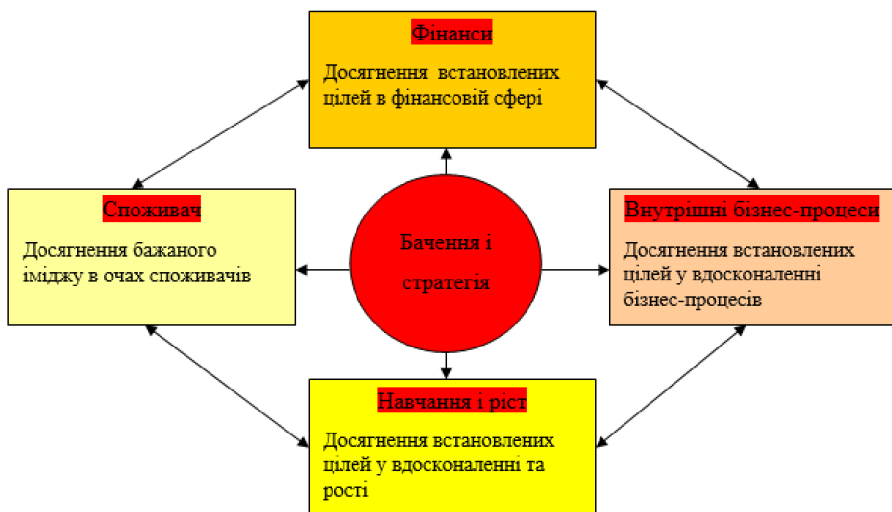 Фінанси
Досягнення встановлених
цілей в фінансовій сфері
Споживач
Досягнення бажаного
іміджу в очах споживачів
Бачення і
стратегія
Внутрішні бізнес-процеси
Досягнення встановлених
цілей у вдосконаленні
бізнес-процесів
Навчання і ріст
Досягнення встановлених
цілей у вдосконаленні та
рості